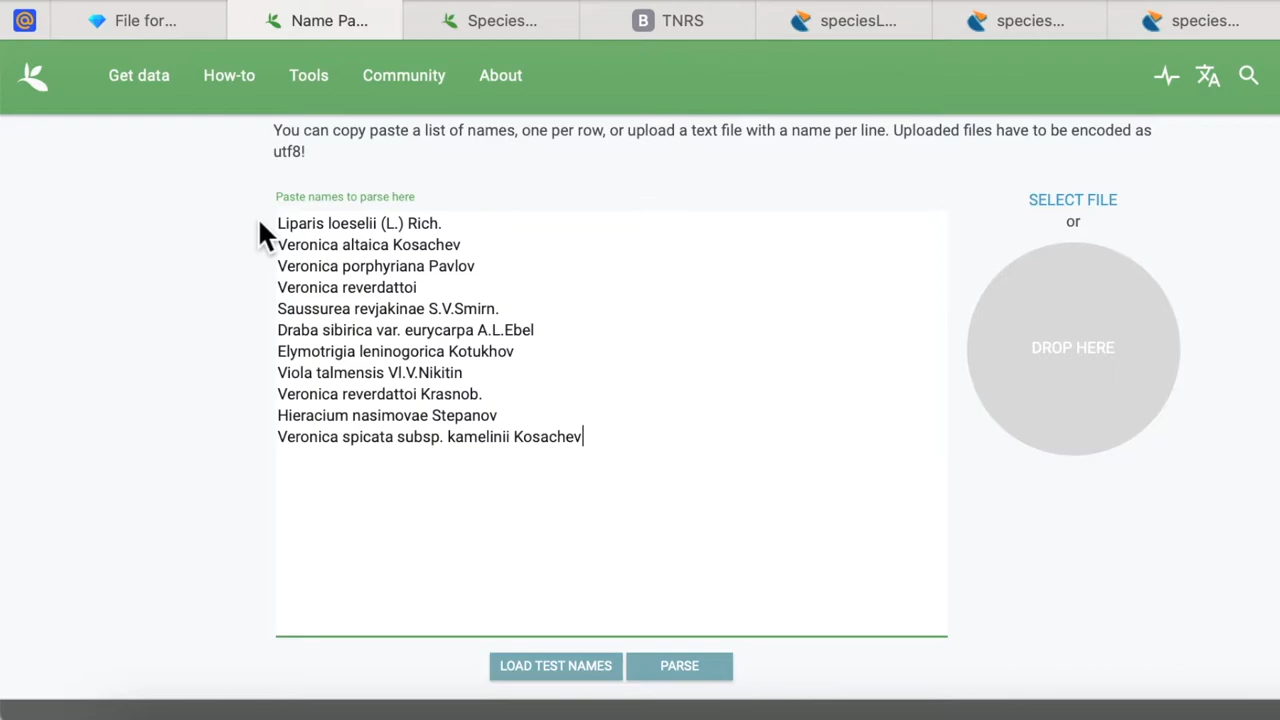 @
File for...
Name Pa...
Species...
B TNRS
speciesL...
species...
species...
Get data
How-to
Tools
Community
About
You can copy paste a list of names, one per row, or upload a text file with a name per line. Uploaded files have to be encoded as
utf8!
Paste names to parse here
Liparis loeselii (L.) Rich.
Veronica altaica Kosachev
Veronica porphyriana Pavlov
Veronica reverdattoi
Saussurea revjakinae S.V.Smirn.
Draba sibirica var. eurycarpa A.L.Ebel
Elymotrigia leninogorica Kotukhov
Viola talmensis Vl.V.Nikitin
Veronica reverdattoi Krasnob.
Hieracium nasimovae Stepanov
Veronica spicata subsp. kamelinii Kosachev
SELECT FILE
or
DROP HERE
LOAD TEST NAMES
PARSE